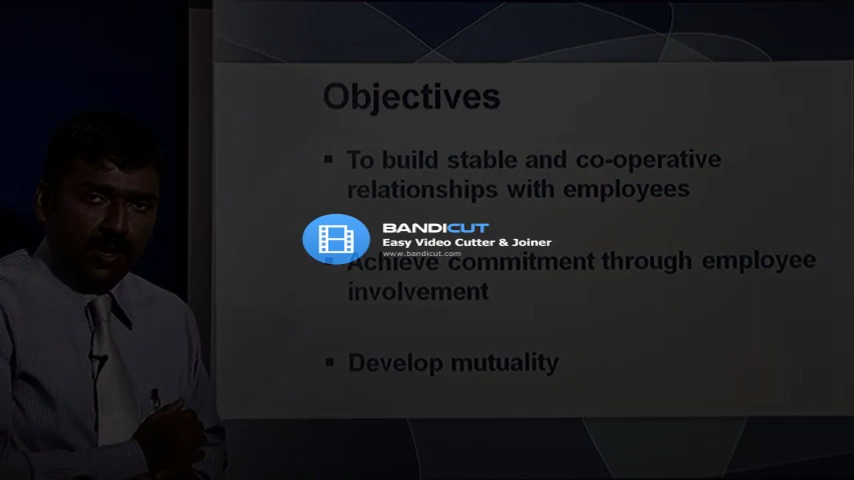 Objectives
▪ To build stable and co-operative
relationships with employees
BANDICUT
Easy Video Cutter & Joiner
www.bandicut.com
▪ Achieve commitment through employee
involvement
▪ Develop mutuality